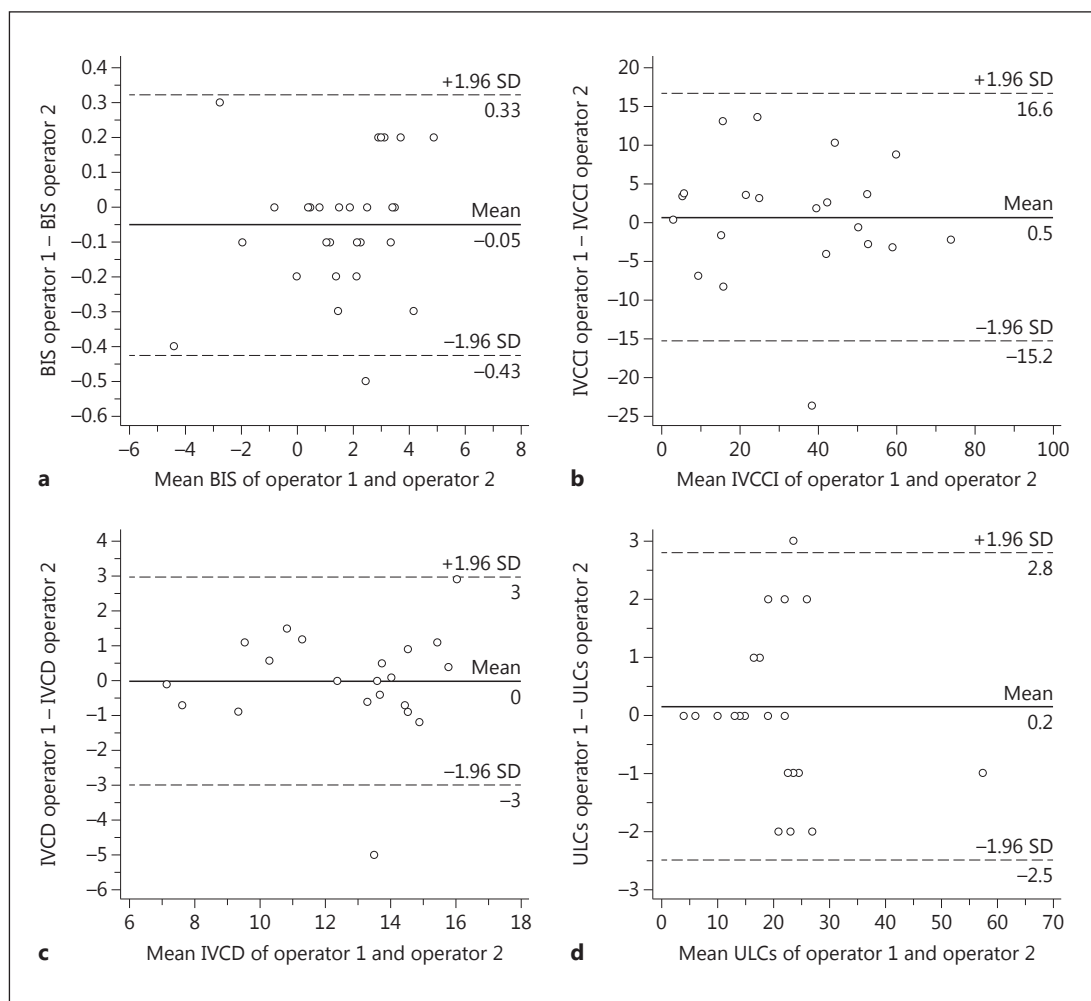 0.4
0.3
0.2
0.1
0
–0.1
–0.2
–0.3
–0.4
–0.5
–0.6
BIS operator 1 – BIS operator 2
+1.96 SD
0.33
Mean
–0.05
–1.96 SD
–0.43
–6 –4 –2 0 2 4 6 8
a Mean BIS of operator 1 and operator 2
20
15
10
5
0
–5
–10
–15
–20
–25
IVCCI operator 1 – IVCCI operator 2
+1.96 SD
16.6
Mean
0.5
–1.96 SD
–15.2
0 20 40 60 80 100
b Mean IVCCI of operator 1 and operator 2
4
3
2
1
0
–1
–2
–3
–4
–5
–6
IVCD operator 1 – IVCD operator 2
+1.96 SD
3
Mean
0
–1.96 SD
–3
6 8 10 12 14 16 18
c Mean IVCD of operator 1 and operator 2
3
2
1
0
–1
–2
–3
ULCs operator 1 – ULCs operator 2
+1.96 SD
2.8
Mean
0.2
–1.96 SD
–2.5
0 10 20 30 40 50 60 70
d Mean ULCs of operator 1 and operator 2